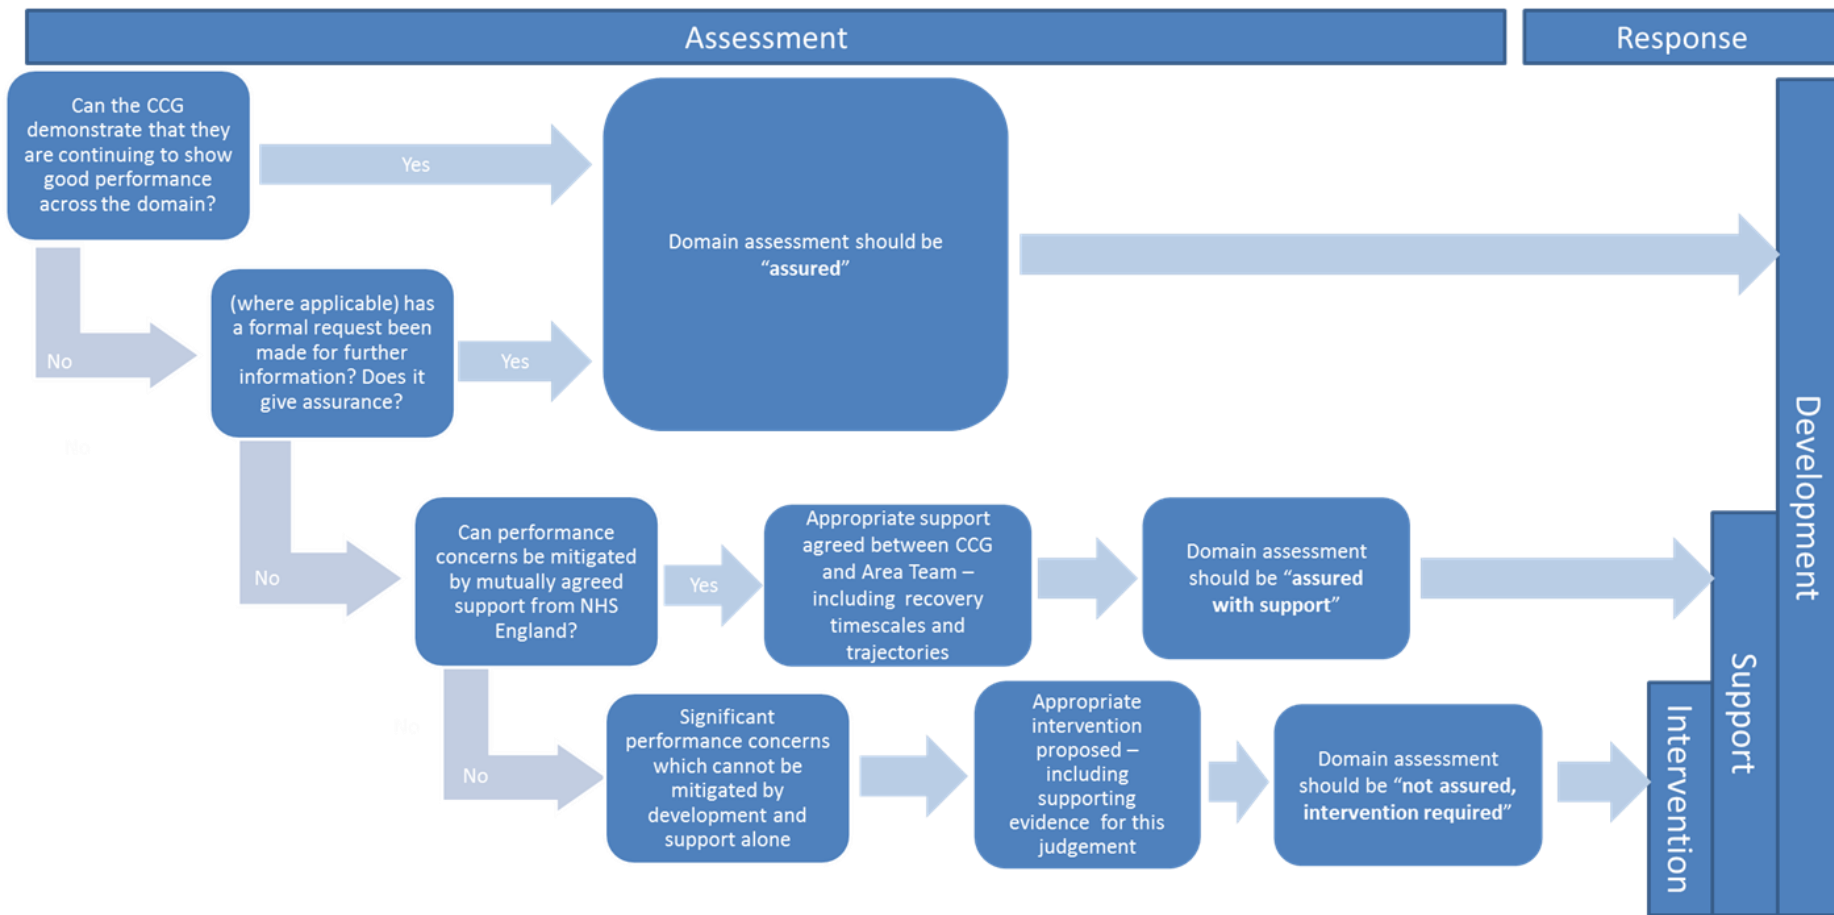 Assessment
Response
Can the CCG
demonstrate that they
are continuing to show
good performance
across the domain?
Yes
Domain assessment should be
“assured”
No
(where applicable) has
a formal request been
made for further
information? Does it
give assurance?
Yes
No
No
Can performance
concerns be mitigated
by mutually agreed
support from NHS
England?
Yes
Appropriate support
agreed between CCG
and Area Team –
including recovery
timescales and
trajectories
Domain assessment
should be “assured
with support”
No
No
Significant
performance concerns
which cannot be
mitigated by
development and
support alone
Appropriate
intervention
proposed –
including
supporting
evidence for this
judgement
Domain assessment
should be “not assured,
intervention required”
Intervention
Support
Development